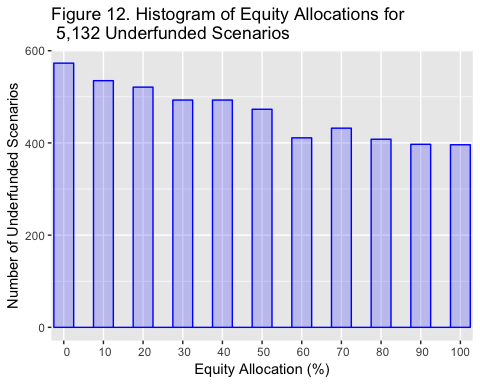 Figure 12. Histogram of Equity Allocations for
5,132 Underfunded Scenarios
Number of Underfunded Scenarios
600
400
200
0
0 10 20 30 40 50 60 70 80 90 100
Equity Allocation (%)